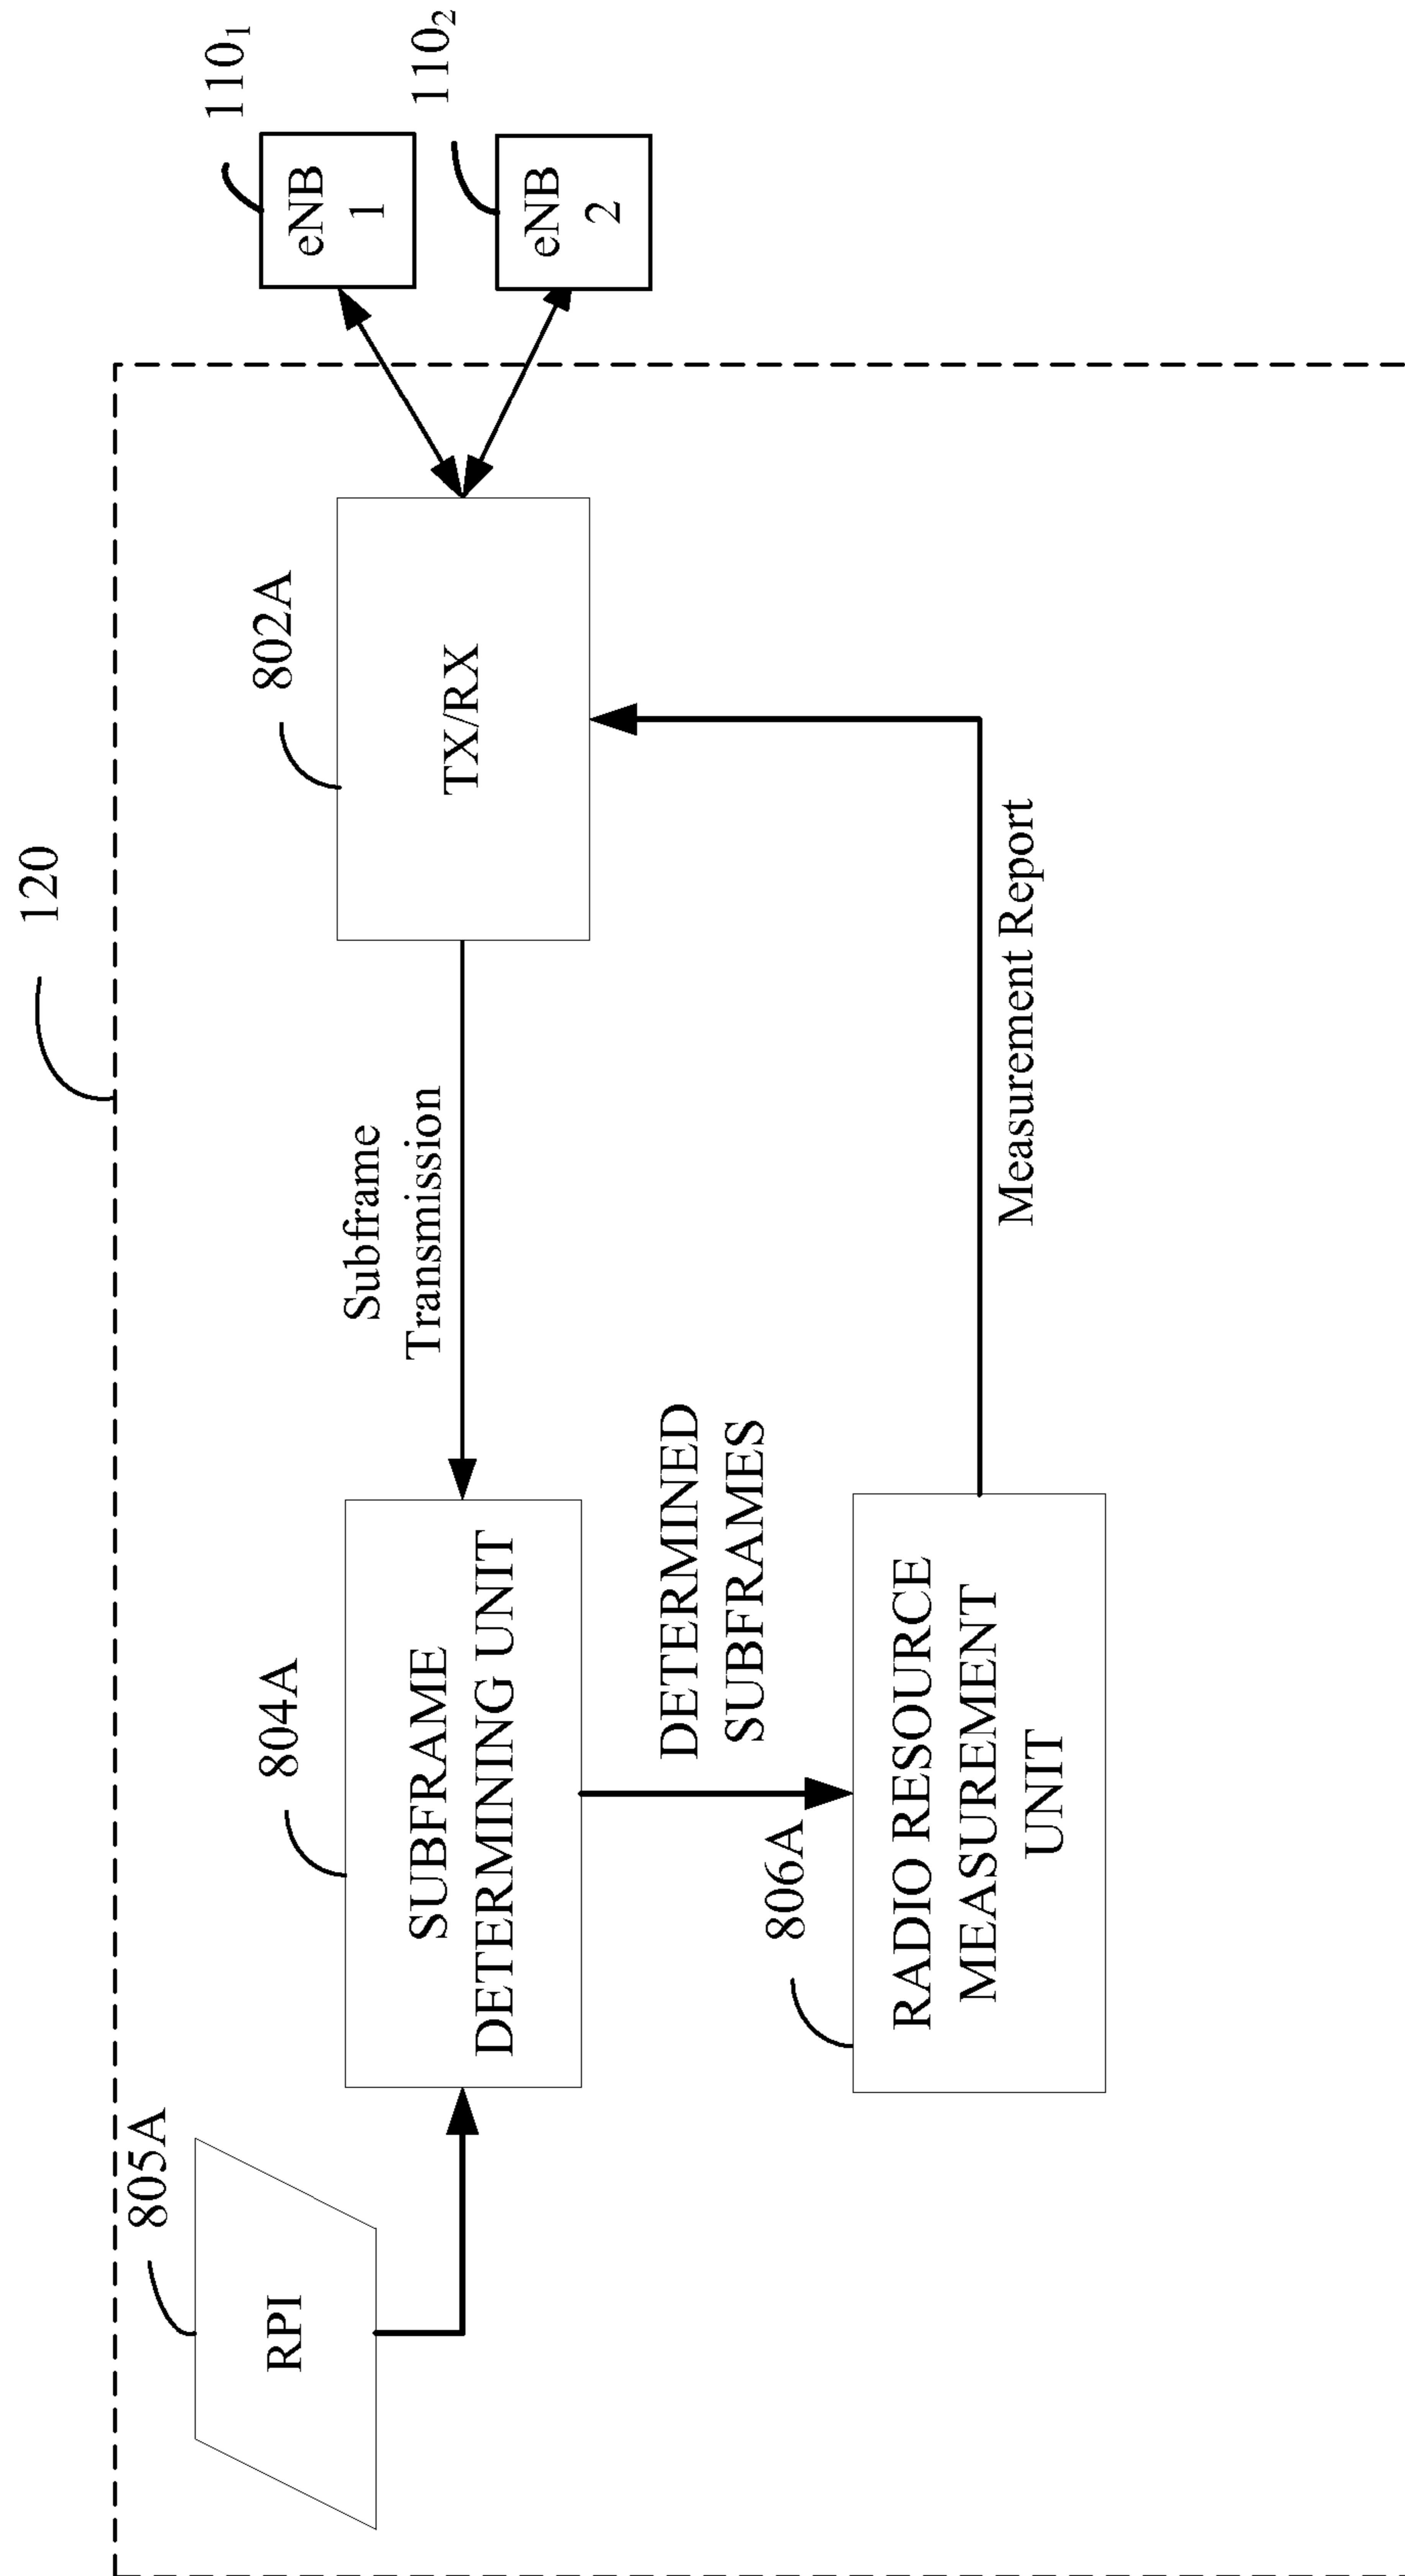 120
805A
RPI
804A
SUBFRAME
DETERMINING UNIT
Subframe
Transmission
802A
TX/RX
110₁
eNB
1
110₂
eNB
2
DETERMINED
SUBFRAMES
806A
RADIO RESOURCE
MEASUREMENT
UNIT
Measurement Report